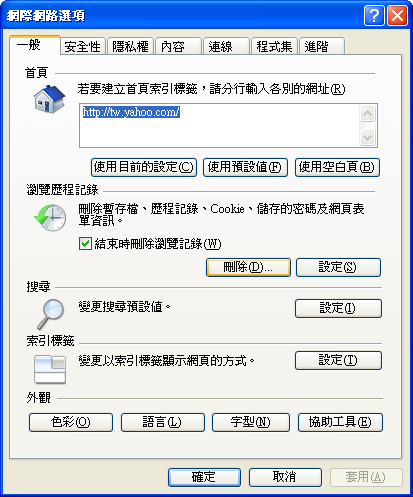 網際網路選項
一般 安全性 隱私權 內容 連線 程式集 進階
首頁
若要建立首頁索引標籤，請分行輸入各別的網址(R)
http://tw.yahoo.com/
使用目前的設定(C) 使用預設值(F) 使用空白頁(B)
瀏覽歷程記錄
刪除暫存檔、歷程記錄、Cookie、儲存的密碼及網頁表
單資訊。
結束時刪除瀏覽記錄(W)
刪除(D)... 設定(S)
搜尋
變更搜尋預設值。 設定(I)
索引標籤
變更以索引標籤顯示網頁的方式。 設定(T)
外觀
色彩(O) 語言(L) 字型(N) 協助工具(E)
確定 取消 套用(A)